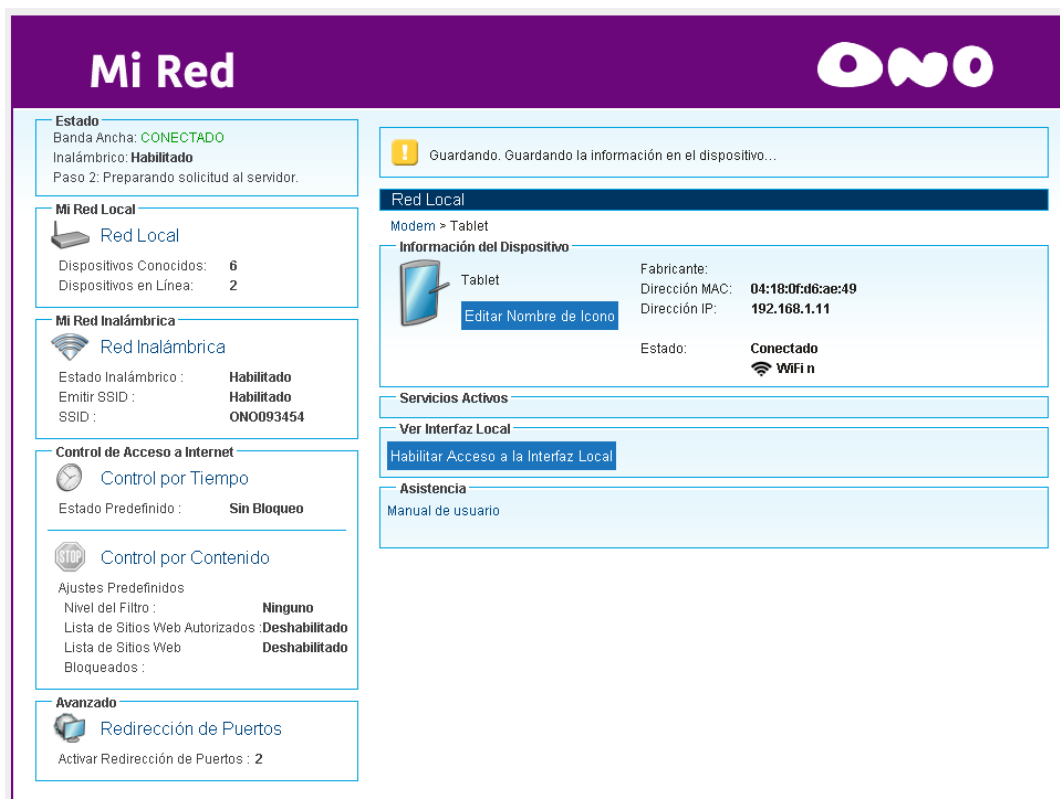 Mi Red
ONO
Estado
Banda Ancha: CONECTADO
Inalámbrico: Habilitado
Paso 2: Preparando solicitud al servidor.
Mi Red Local
Red Local
Dispositivos Conocidos: 6
Dispositivos en Línea: 2
Mi Red Inalámbrica
Red Inalámbrica
Estado Inalámbrico : Habilitado
Emitir SSID : Habilitado
SSID : ONO093454
Control de Acceso a Internet
Control por Tiempo
Estado Predefinido : Sin Bloqueo
STOP
Control por Contenido
Ajustes Predefinidos
Nivel del Filtro : Ninguno
Lista de Sitios Web Autorizados :Deshabilitado
Lista de Sitios Web Deshabilitado
Bloqueados :
Avanzado
Redirección de Puertos
Activar Redirección de Puertos : 2
Guardando. Guardando la información en el dispositivo...
Red Local
Modem > Tablet
Información del Dispositivo
Tablet
Editar Nombre de Icono
Fabricante:
Dirección MAC: 04:18:0f:d6:ae:49
Dirección IP: 192.168.1.11
Estado: Conectado
WiFi n
Servicios Activos
Ver Interfaz Local
Habilitar Acceso a la Interfaz Local
Asistencia
Manual de usuario